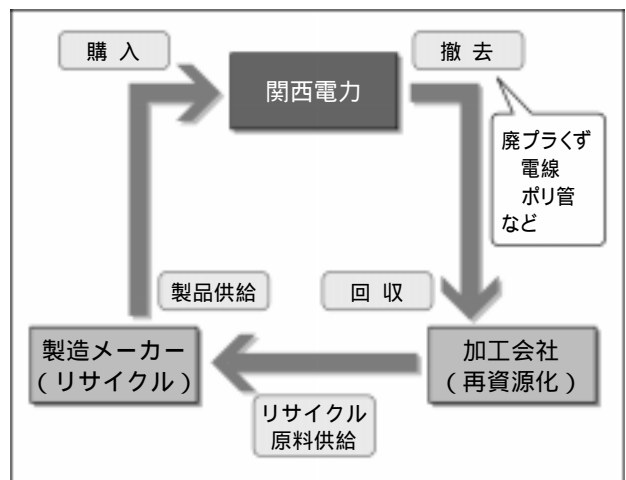 購 入
関西電力
撤 去
廃プラくず
電線
ポリ管
など
製品供給
回 収
製造メーカー
(リサイクル)
加工会社
(再資源化)
リサイクル
原料供給